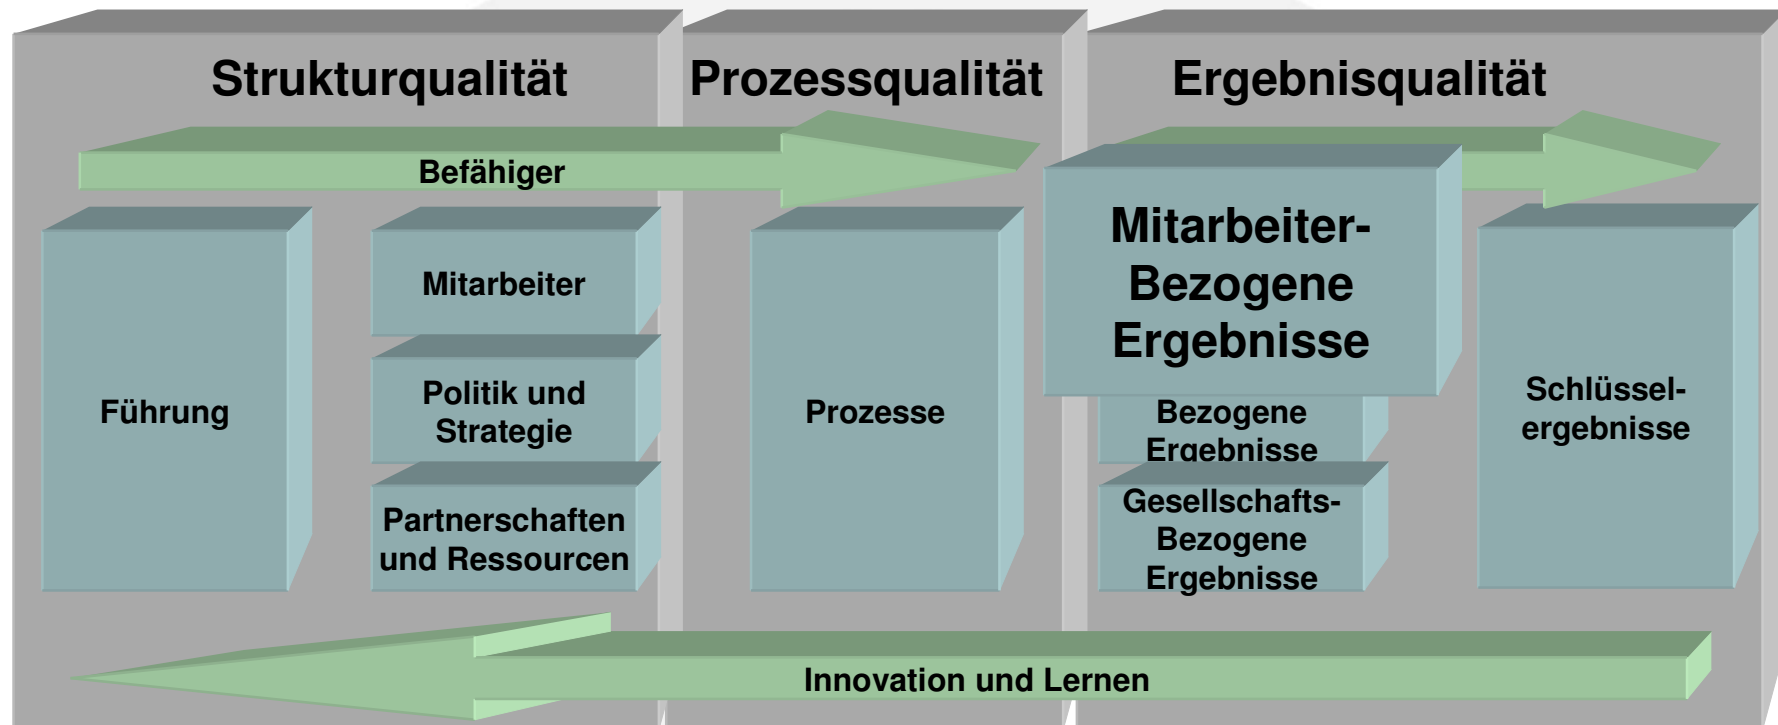 Strukturqualität
Prozessqualität
Ergebnisqualität
Befähiger
Führung
Mitarbeiter
Politik und
Strategie
Partnerschaften
und Ressourcen
Prozesse
Mitarbeiter-
Bezogene
Ergebnisse
Bezogene
Ergebnisse
Gesellschafts-
Bezogene
Ergebnisse
Schlüssel-
ergebnisse
Innovation und Lernen